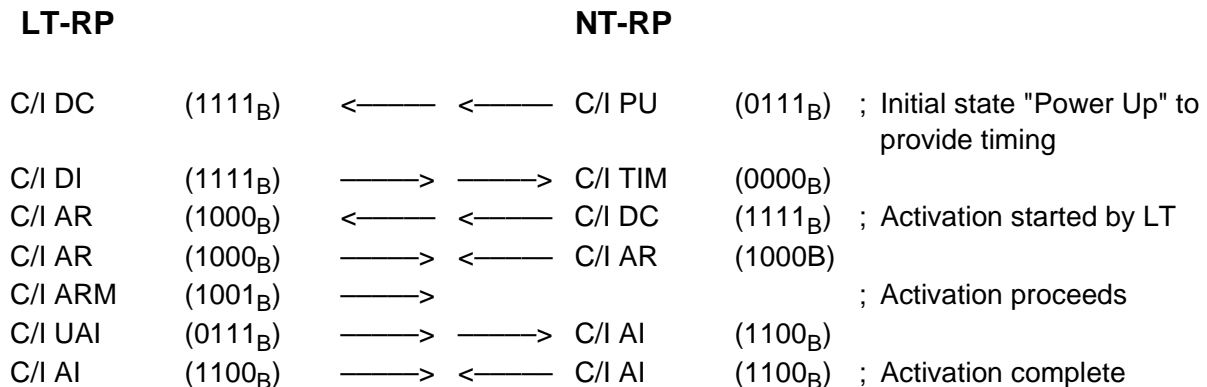 LT-RP NT-RP
C/I DC (1111B) <——— <——— C/I PU (0111B) ; Initial state "Power Up" to
provide timing
C/I DI (1111B) ———> ———> C/I TIM (0000B)
C/I AR (1000B) <——— <——— C/I DC (1111B) ; Activation started by LT
C/I AR (1000B) ———> <——— C/I AR (1000B)
C/I ARM (1001B) ———> ; Activation proceeds
C/I UAI (0111B) ———> ———> C/I AI (1100B)
C/I AI (1100B) ———> <——— C/I AI (1100B) ; Activation complete